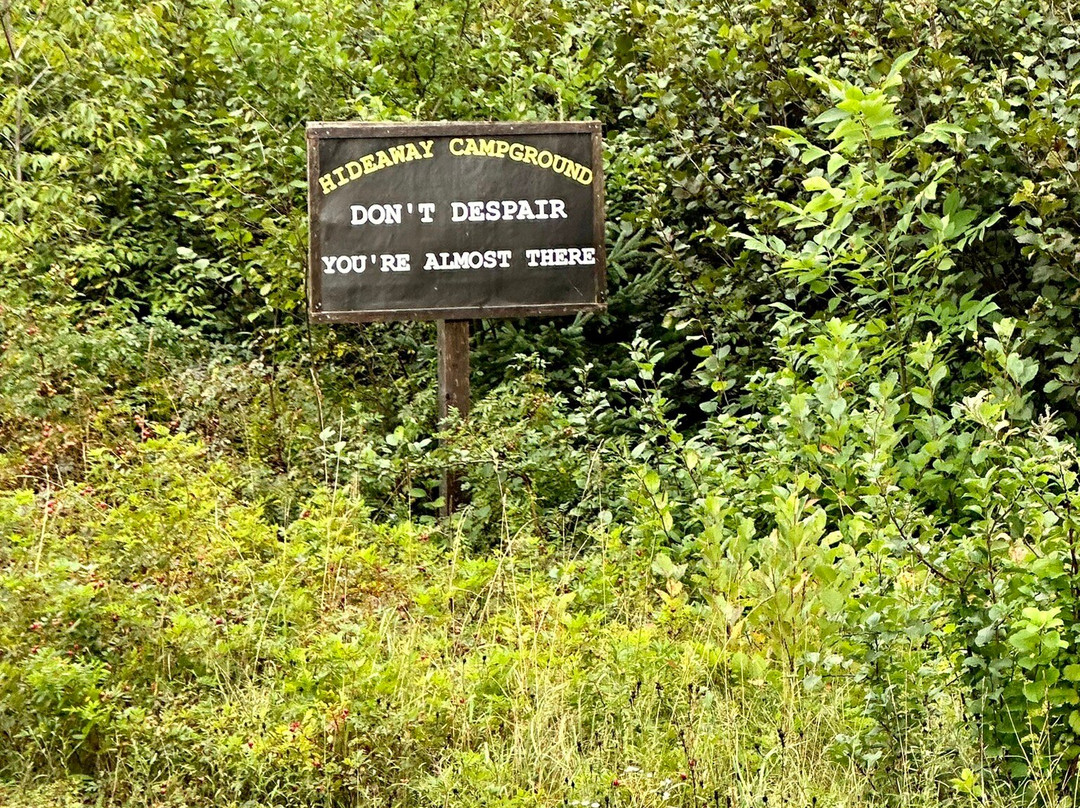 HIDEAWAY CAMPGROUND
DON'T DESPAIR
YOU'RE ALMOST THERE